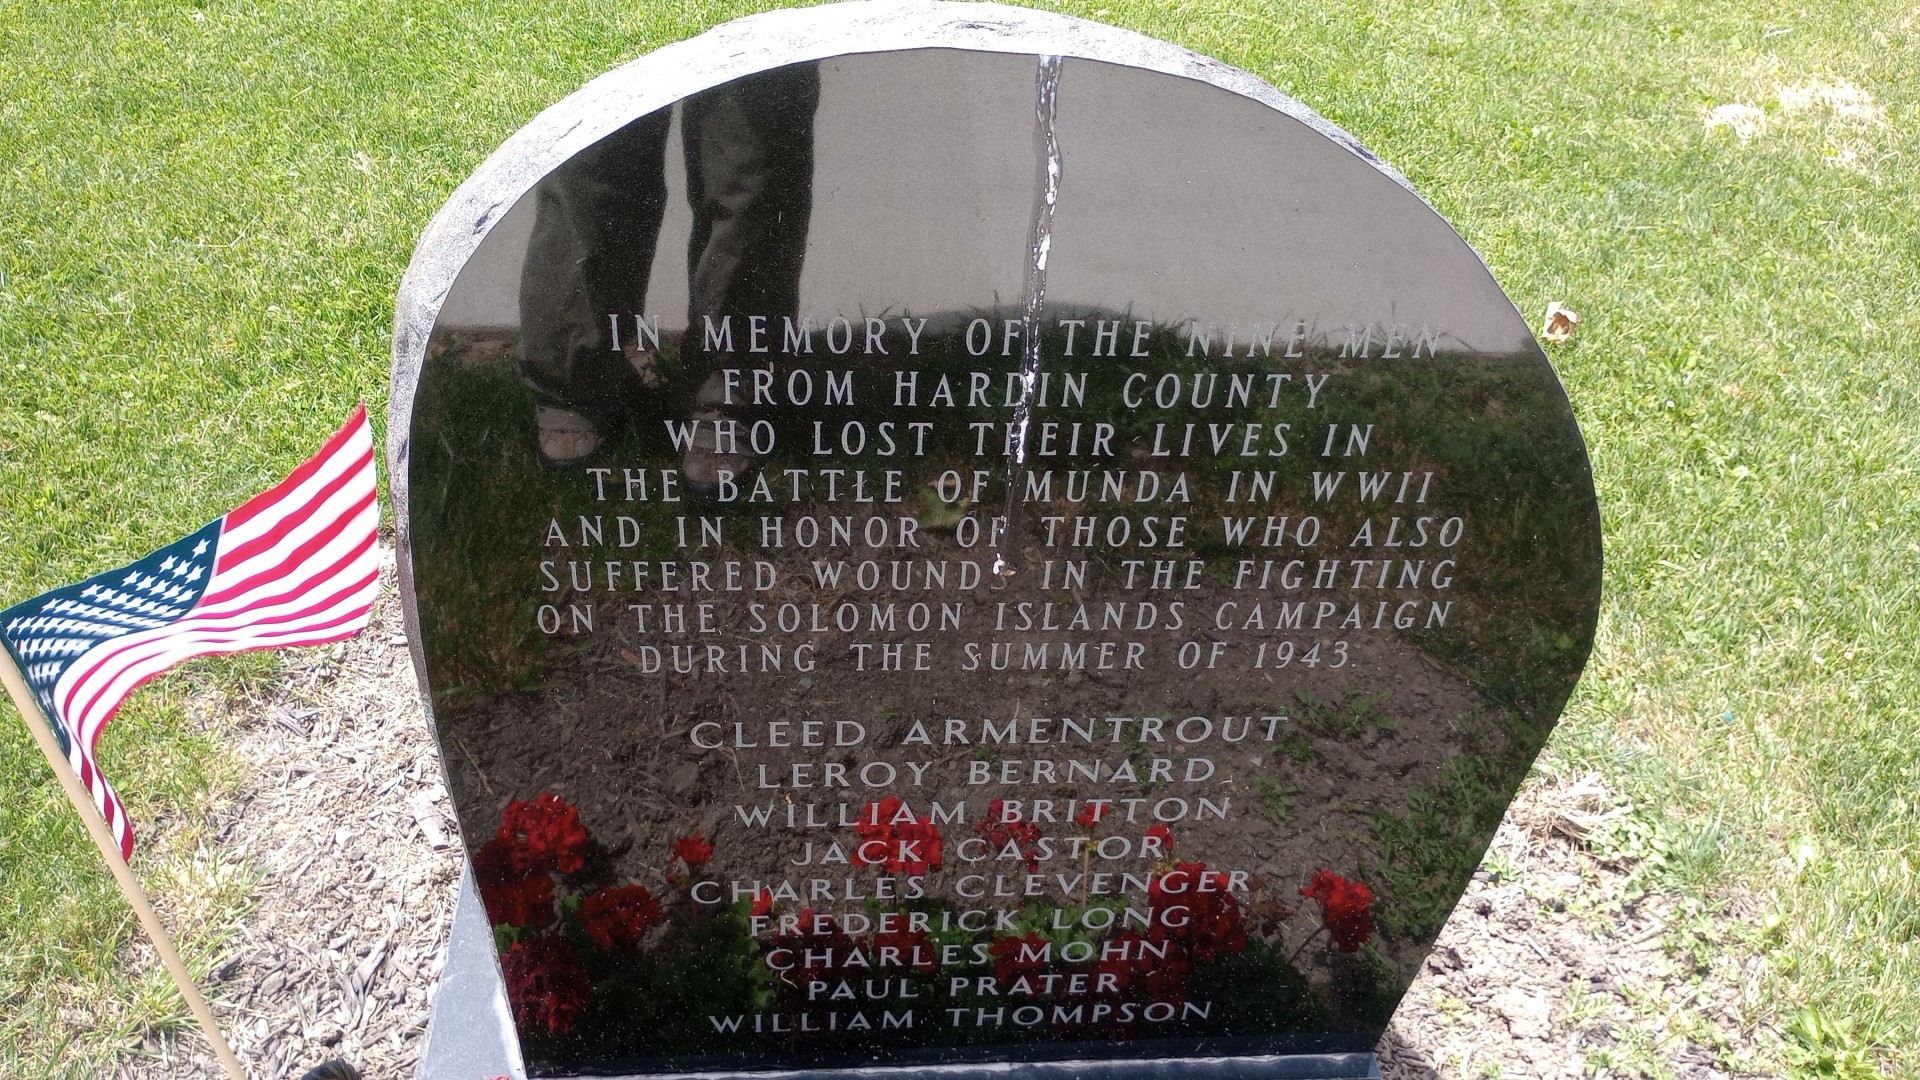 IN MEMORY OF THE NINE MEN
FROM HARDIN COUNTY
WHO LOST THEIR LIVES IN
THE BATTLE OF MUNDA IN WWII
AND IN HONOR OF THOSE WHO ALSO
SUFFERED WOUNDS IN THE FIGHTING
ON THE SOLOMON ISLANDS CAMPAIGN
DURING THE SUMMER OF 1943.
CLEED ARMENTROUT
LEROY BERNARD
WILLIAM BRITTON
JACK CASTOR
CHARLES CLEVENGER
FREDERICK LONG
CHARLES MOHN
PAUL PRATER
WILLIAM THOMPSON